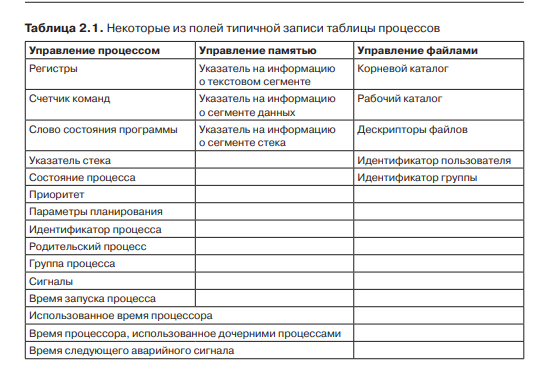 Таблица 2.1. Некоторые из полей типичной записи таблицы процессов
Управление процессом Управление памятью Управление файлами
Регистры Указатель на информацию Корневой каталог
о текстовом сегменте
Счетчик команд Указатель на информацию Рабочий каталог
о сегменте данных
Слово состояния программы Указатель на информацию Дескрипторы файлов
о сегменте стека
Указатель стека Идентификатор пользователя
Состояние процесса Идентификатор группы
Приоритет
Параметры планирования
Идентификатор процесса
Родительский процесс
Группа процесса
Сигналы
Время запуска процесса
Использованное время процессора
Время процессора, использованное дочерними процессами
Время следующего аварийного сигнала